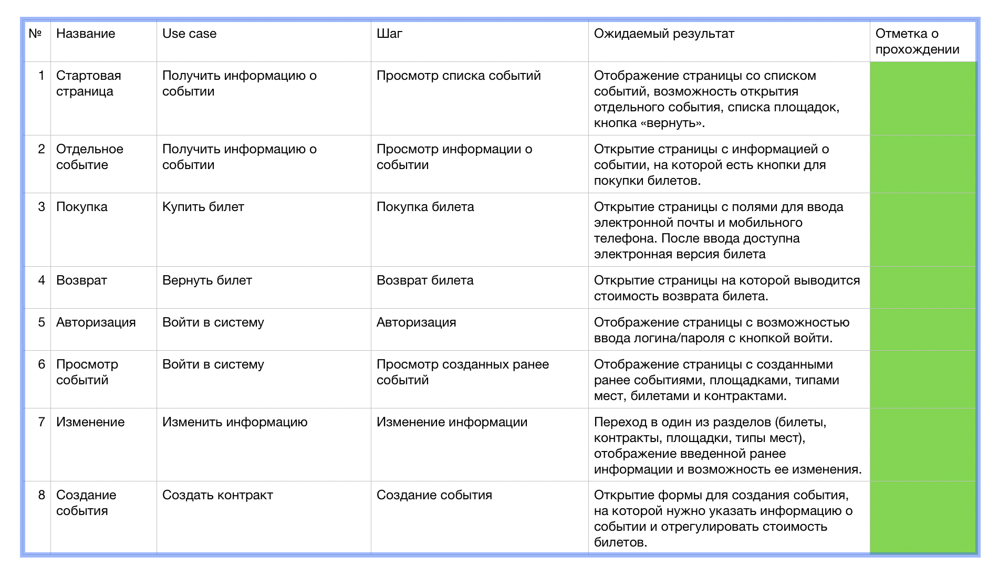 №
Название
Use case
Шаг
Ожидаемый результат
Отметка о
прохождении
1
Стартовая
страница
Получить информацию о
событии
Просмотр списка событий
Отображение страницы со списком
событий, возможность открытия
отдельного события, списка площадок,
кнопка «вернуть».
2
Отдельное
событие
Получить информацию о
событии
Просмотр информации о
событии
Открытие страницы с информацией о
событии, на которой есть кнопки для
покупки билетов.
3
Покупка
Купить билет
Покупка билета
Открытие страницы с полями для ввода
электронной почты и мобильного
телефона. После ввода доступна
электронная версия билета
4
Возврат
Вернуть билет
Возврат билета
Открытие страницы на которой выводится
стоимость возврата билета.
5
Авторизация
Войти в систему
Авторизация
Отображение страницы с возможностью
ввода логина/пароля с кнопкой войти.
6
Просмотр
событий
Войти в систему
Просмотр созданных ранее
событий
Отображение страницы с созданными
ранее событиями, площадками, типами
мест, билетами и контрактами.
7
Изменение
Изменить информацию
Изменение информации
Переход в один из разделов (билеты,
контракты, площадки, типы мест),
отображение введенной ранее
информации и возможность ее изменения.
8
Создание
события
Создать контракт
Создание события
Открытие формы для создания события,
на которой нужно указать информацию о
событии и отрегулировать стоимость
билетов.